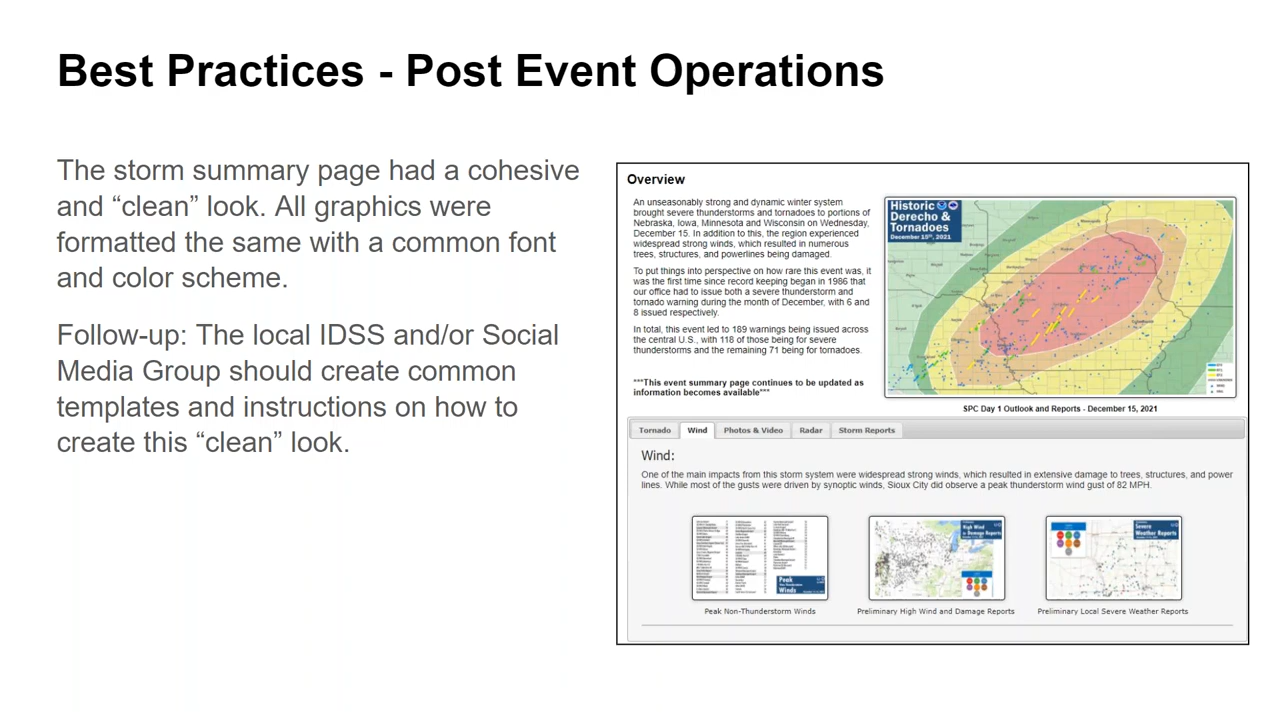 Best Practices - Post Event Operations
The storm summary page had a cohesive
and “clean” look. All graphics were
formatted the same with a common font
and color scheme.
Follow-up: The local IDSS and/or Social
Media Group should create common
templates and instructions on how to
create this “clean” look.
Overview
An unseasonably strong and dynamic winter system
brought severe thunderstorms and tornadoes to portions of
Nebraska, Iowa, Minnesota and Wisconsin on Wednesday,
December 15. In addition to this, the region experienced
widespread strong winds, which resulted in numerous
trees, structures, and powerlines being damaged.
To put things into perspective on how rare this event was, it
was the first time since record keeping began in 1986 that
our office had to issue both a severe thunderstorm and
tornado warning during the month of December, with 6 and
8 issued respectively.
In total, this event led to 189 warnings being issued across
the central U.S., with 118 of those being for severe
thunderstorms and the remaining 71 being for tornadoes.
***This event summary page continues to be updated as
information becomes available***
Historic
Derecho &
Tornadoes
December 15th, 2021
SPC Day 1 Outlook and Reports - December 15, 2021
Tornado
Wind
Photos & Video
Radar
Storm Reports
Wind:
One of the main impacts from this storm system were widespread strong winds, which resulted in extensive damage to trees, structures, and power
lines. While most of the gusts were driven by synoptic winds, Sioux City did observe a peak thunderstorm wind gust of 82 MPH.
Peak
Winds
High Wind
Damage Reports
Severe
Weather Reports
Peak Non-Thunderstorm Winds
Preliminary High Wind and Damage Reports
Preliminary Local Severe Weather Reports